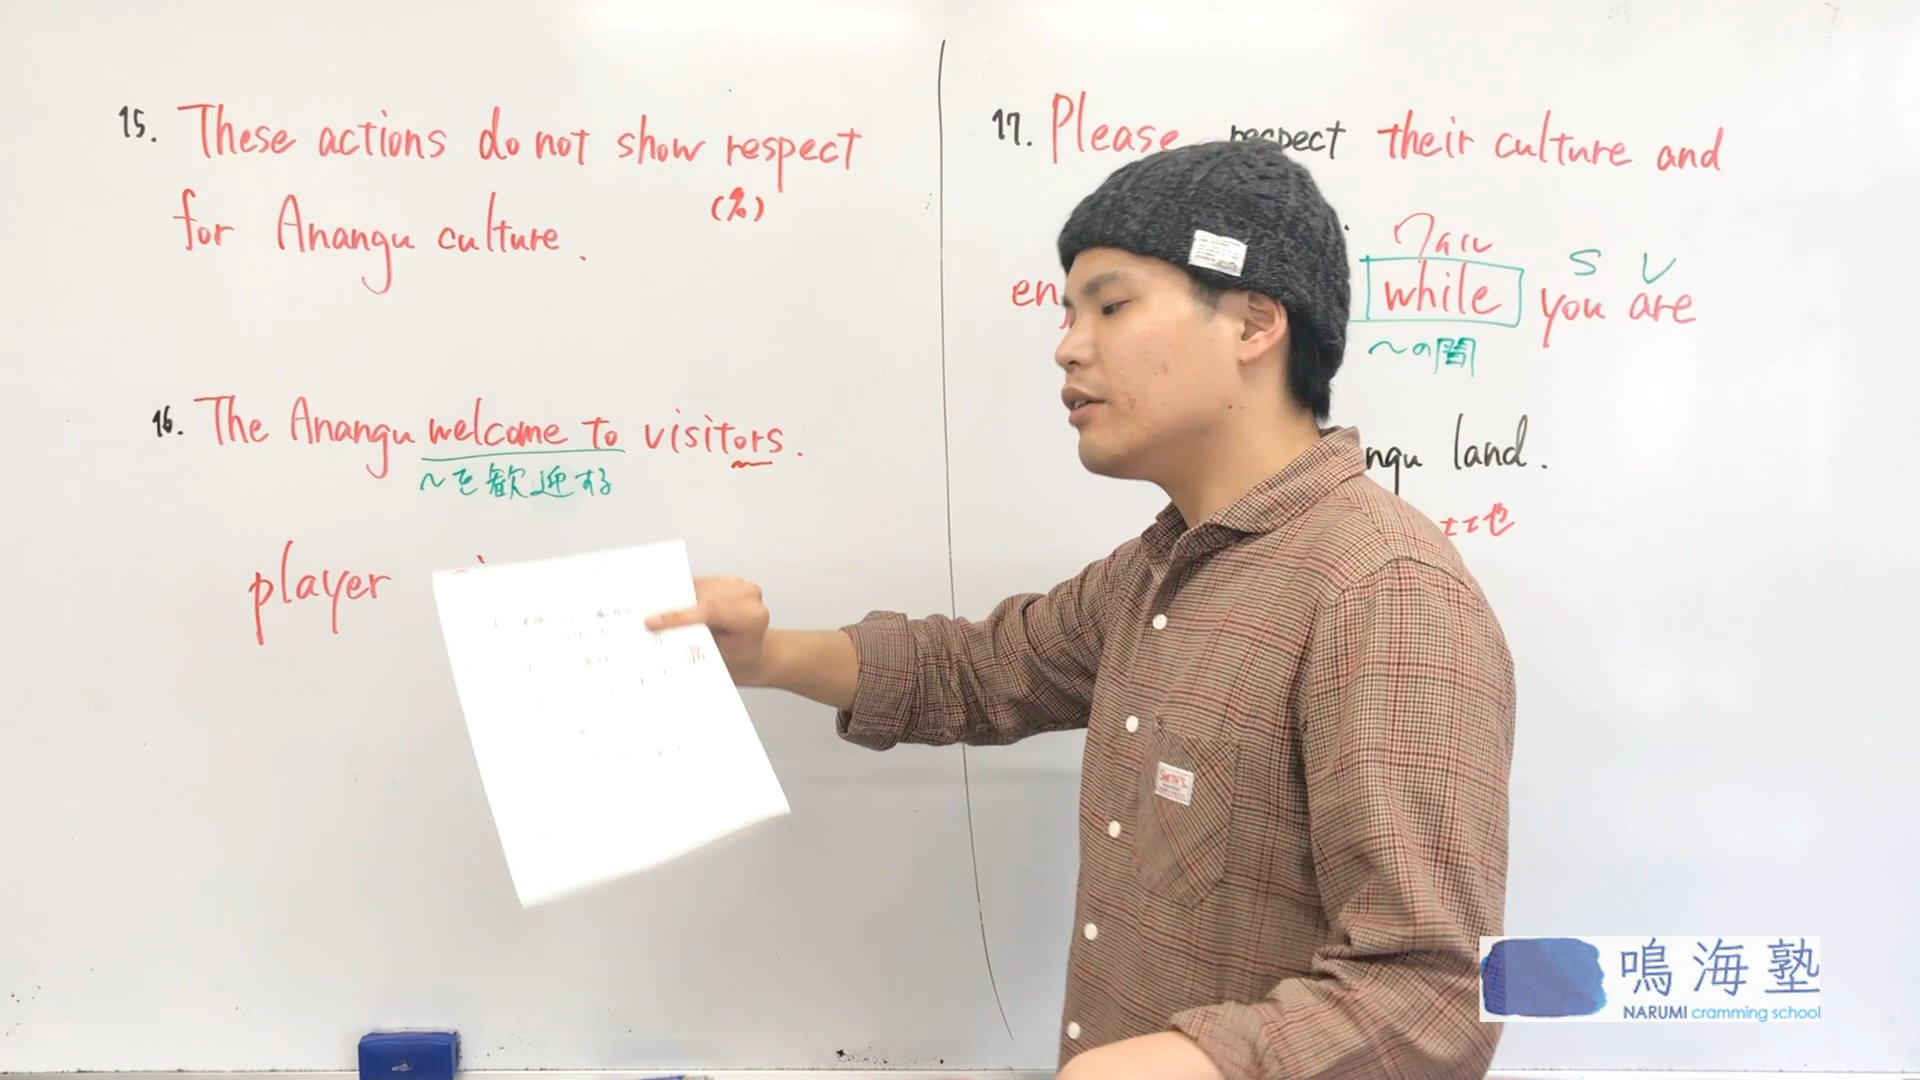 15. These actions do not show respect
(名)
for Anangu culture.
16. The Anangu welcome to visitors.
〜を歓迎する
player
17. Please respect their culture and
S V
while you are
〜の間
land.
鳴海塾
NARUMI cramming school